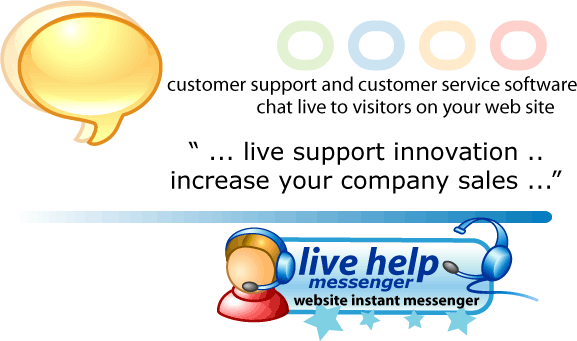 customer support and customer service software
chat live to visitors on your web site
“ ... live support innovation ..
increase your company sales ...”
live help
messenger
website instant messenger